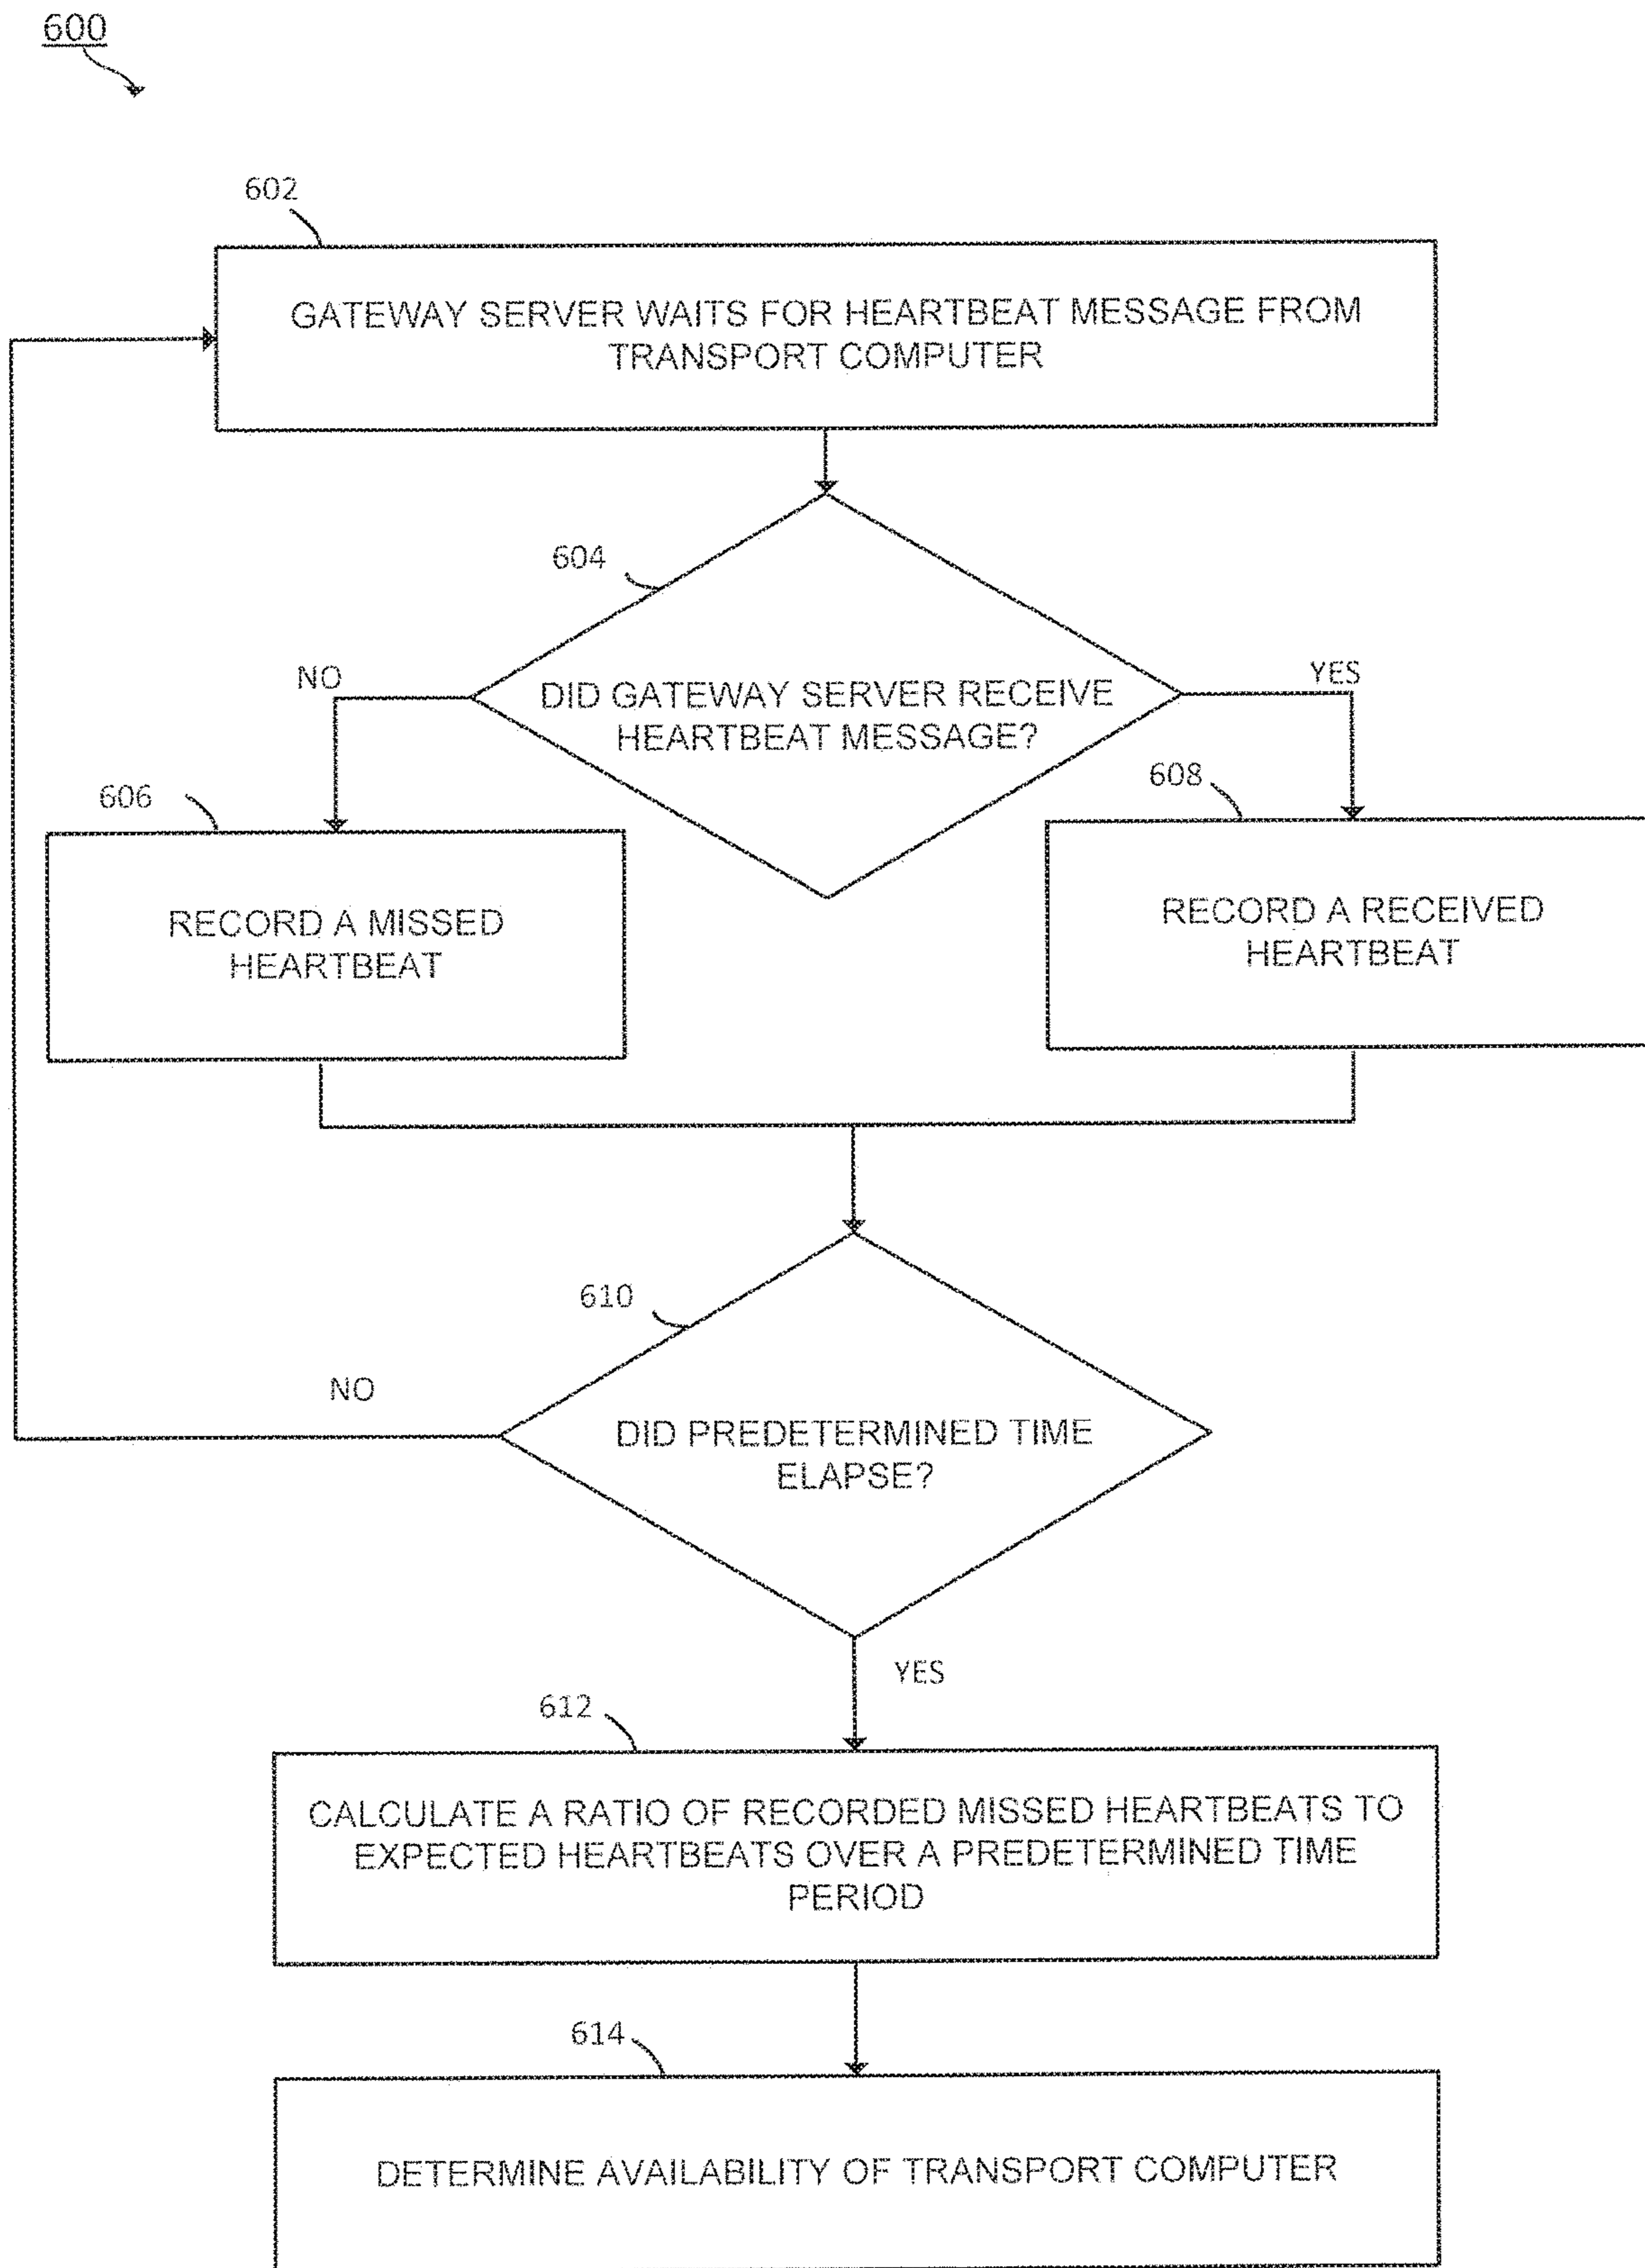 600
602
GATEWAY SERVER WAITS FOR HEARTBEAT MESSAGE FROM
TRANSPORT COMPUTER
604
NO
YES
DID GATEWAY SERVER RECEIVE
HEARTBEAT MESSAGE?
606
608
RECORD A MISSED
HEARTBEAT
RECORD A RECEIVED
HEARTBEAT
610
NO
DID PREDETERMINED TIME
ELAPSE?
YES
612
CALCULATE A RATIO OF RECORDED MISSED HEARTBEATS TO
EXPECTED HEARTBEATS OVER A PREDETERMINED TIME
PERIOD
614
DETERMINE AVAILABILITY OF TRANSPORT COMPUTER